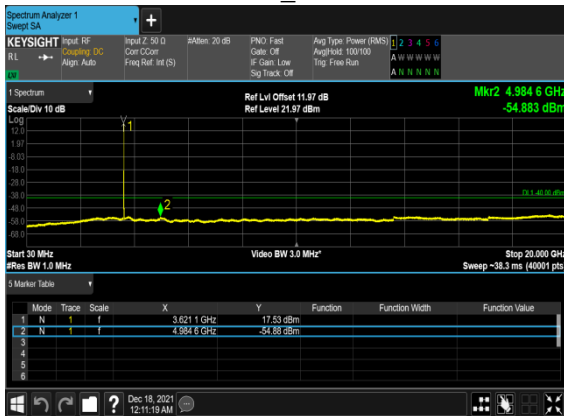 Spectrum Analyzer 1
Swept SA
KEYSIGHT Input: RF Input Z: 50 Ω #Atten: 20 dB PNO: Fast Avg Type: Power (RMS) 1 2 3 4 5 6
RL Coupling: DC Corr CCorr Gate: Off Avg|Hold: 100/100 A W W W W W
Align: Auto Freq Ref: Int (S) IF Gain: Low Trig: Free Run
LW Sig Track: Off A N N N N N
1 Spectrum Ref Lvl Offset 11.97 dB Mkr2 4.984 6 GHz
Scale/Div 10 dB Ref Level 21.97 dBm -54.883 dBm
Log
12.0
1.97
-8.03
-18.0
-28.0
-38.0
-48.0
-58.0
-68.0
1
2
DL1 -40.00 dBm
Start 30 MHz Video BW 3.0 MHz* Stop 20.000 GHz
#Res BW 1.0 MHz Sweep ~38.3 ms (40001 pts)
5 Marker Table
Mode Trace Scale X Y Function Function Width Function Value
1 N 1 f 3.621 1 GHz 17.53 dBm
2 N 1 f 4.984 6 GHz -54.88 dBm
3
4
5
6
Dec 18, 2021
12:11:19 AM